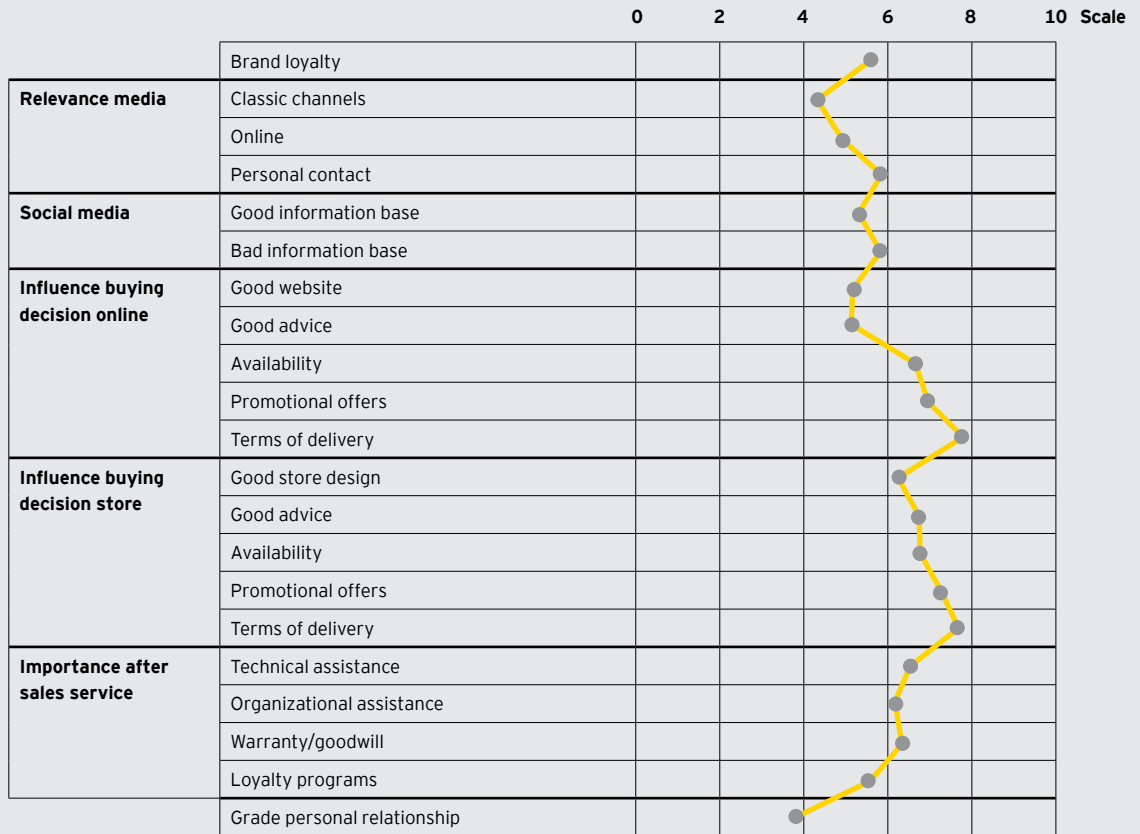 0 2 4 6 8 10 Scale
Brand loyalty
Relevance media
Classic channels
Online
Personal contact
Social media
Good information base
Bad information base
Influence buying
decision online
Good website
Good advice
Availability
Promotional offers
Terms of delivery
Influence buying
decision store
Good store design
Good advice
Availability
Promotional offers
Terms of delivery
Importance after
sales service
Technical assistance
Organizational assistance
Warranty/goodwill
Loyalty programs
Grade personal relationship